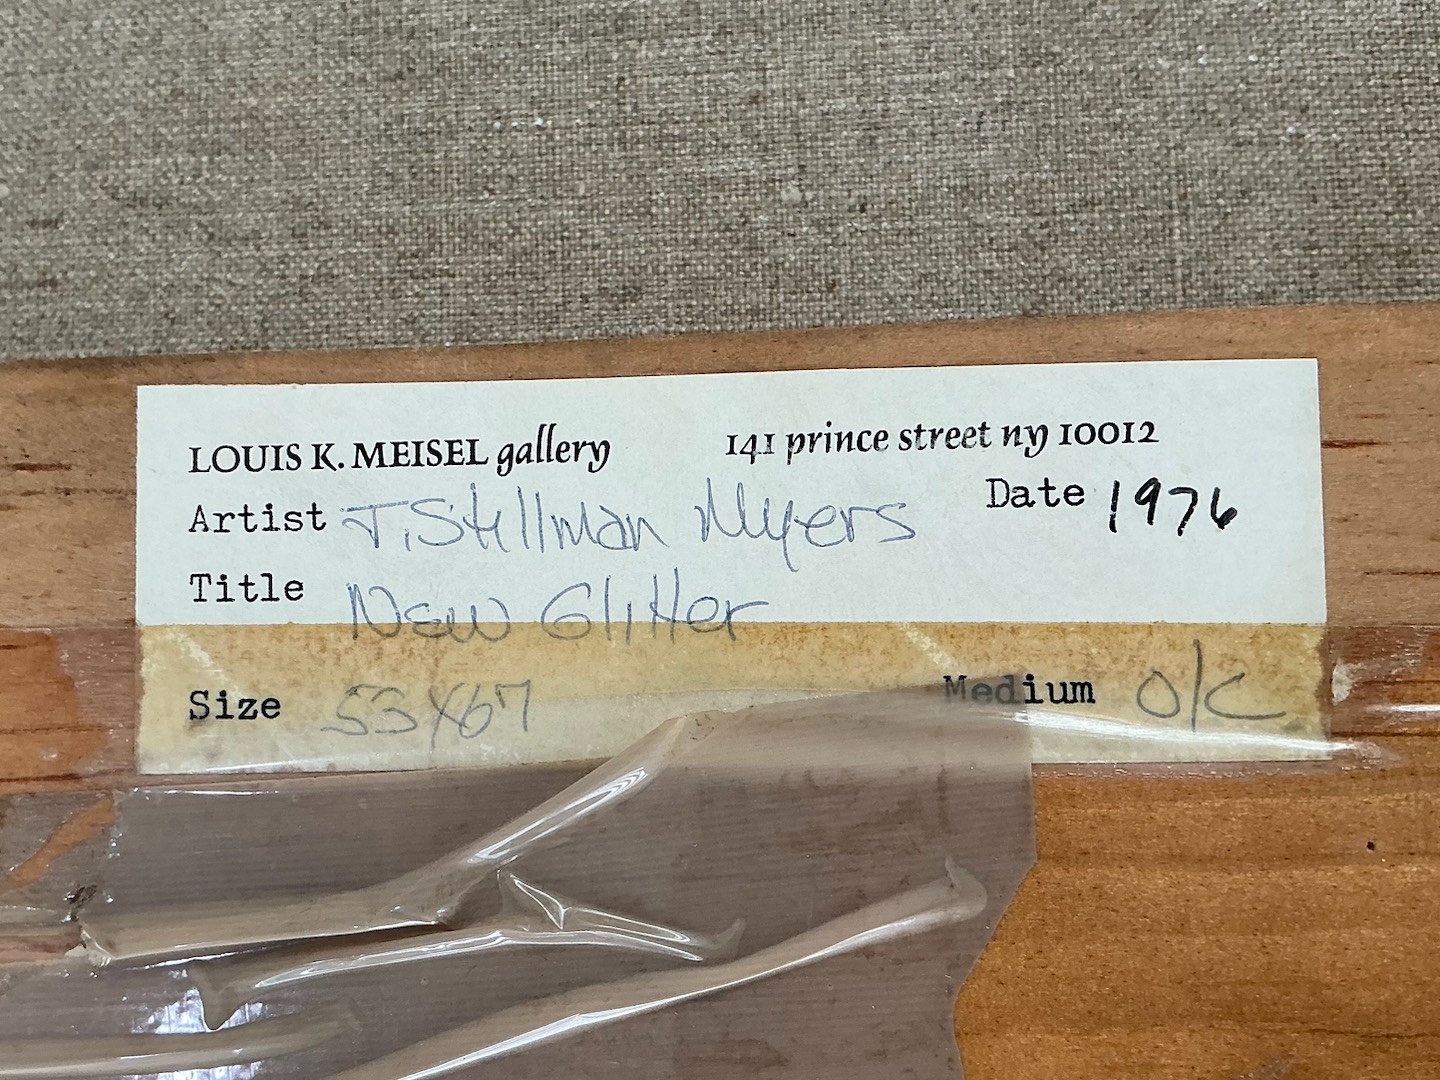 LOUIS K. MEISEL gallery 141 prince street ny 10012
Artist T. Stillman Myers Date 1976
Title New Glitter
Size 53x67 Medium O/C